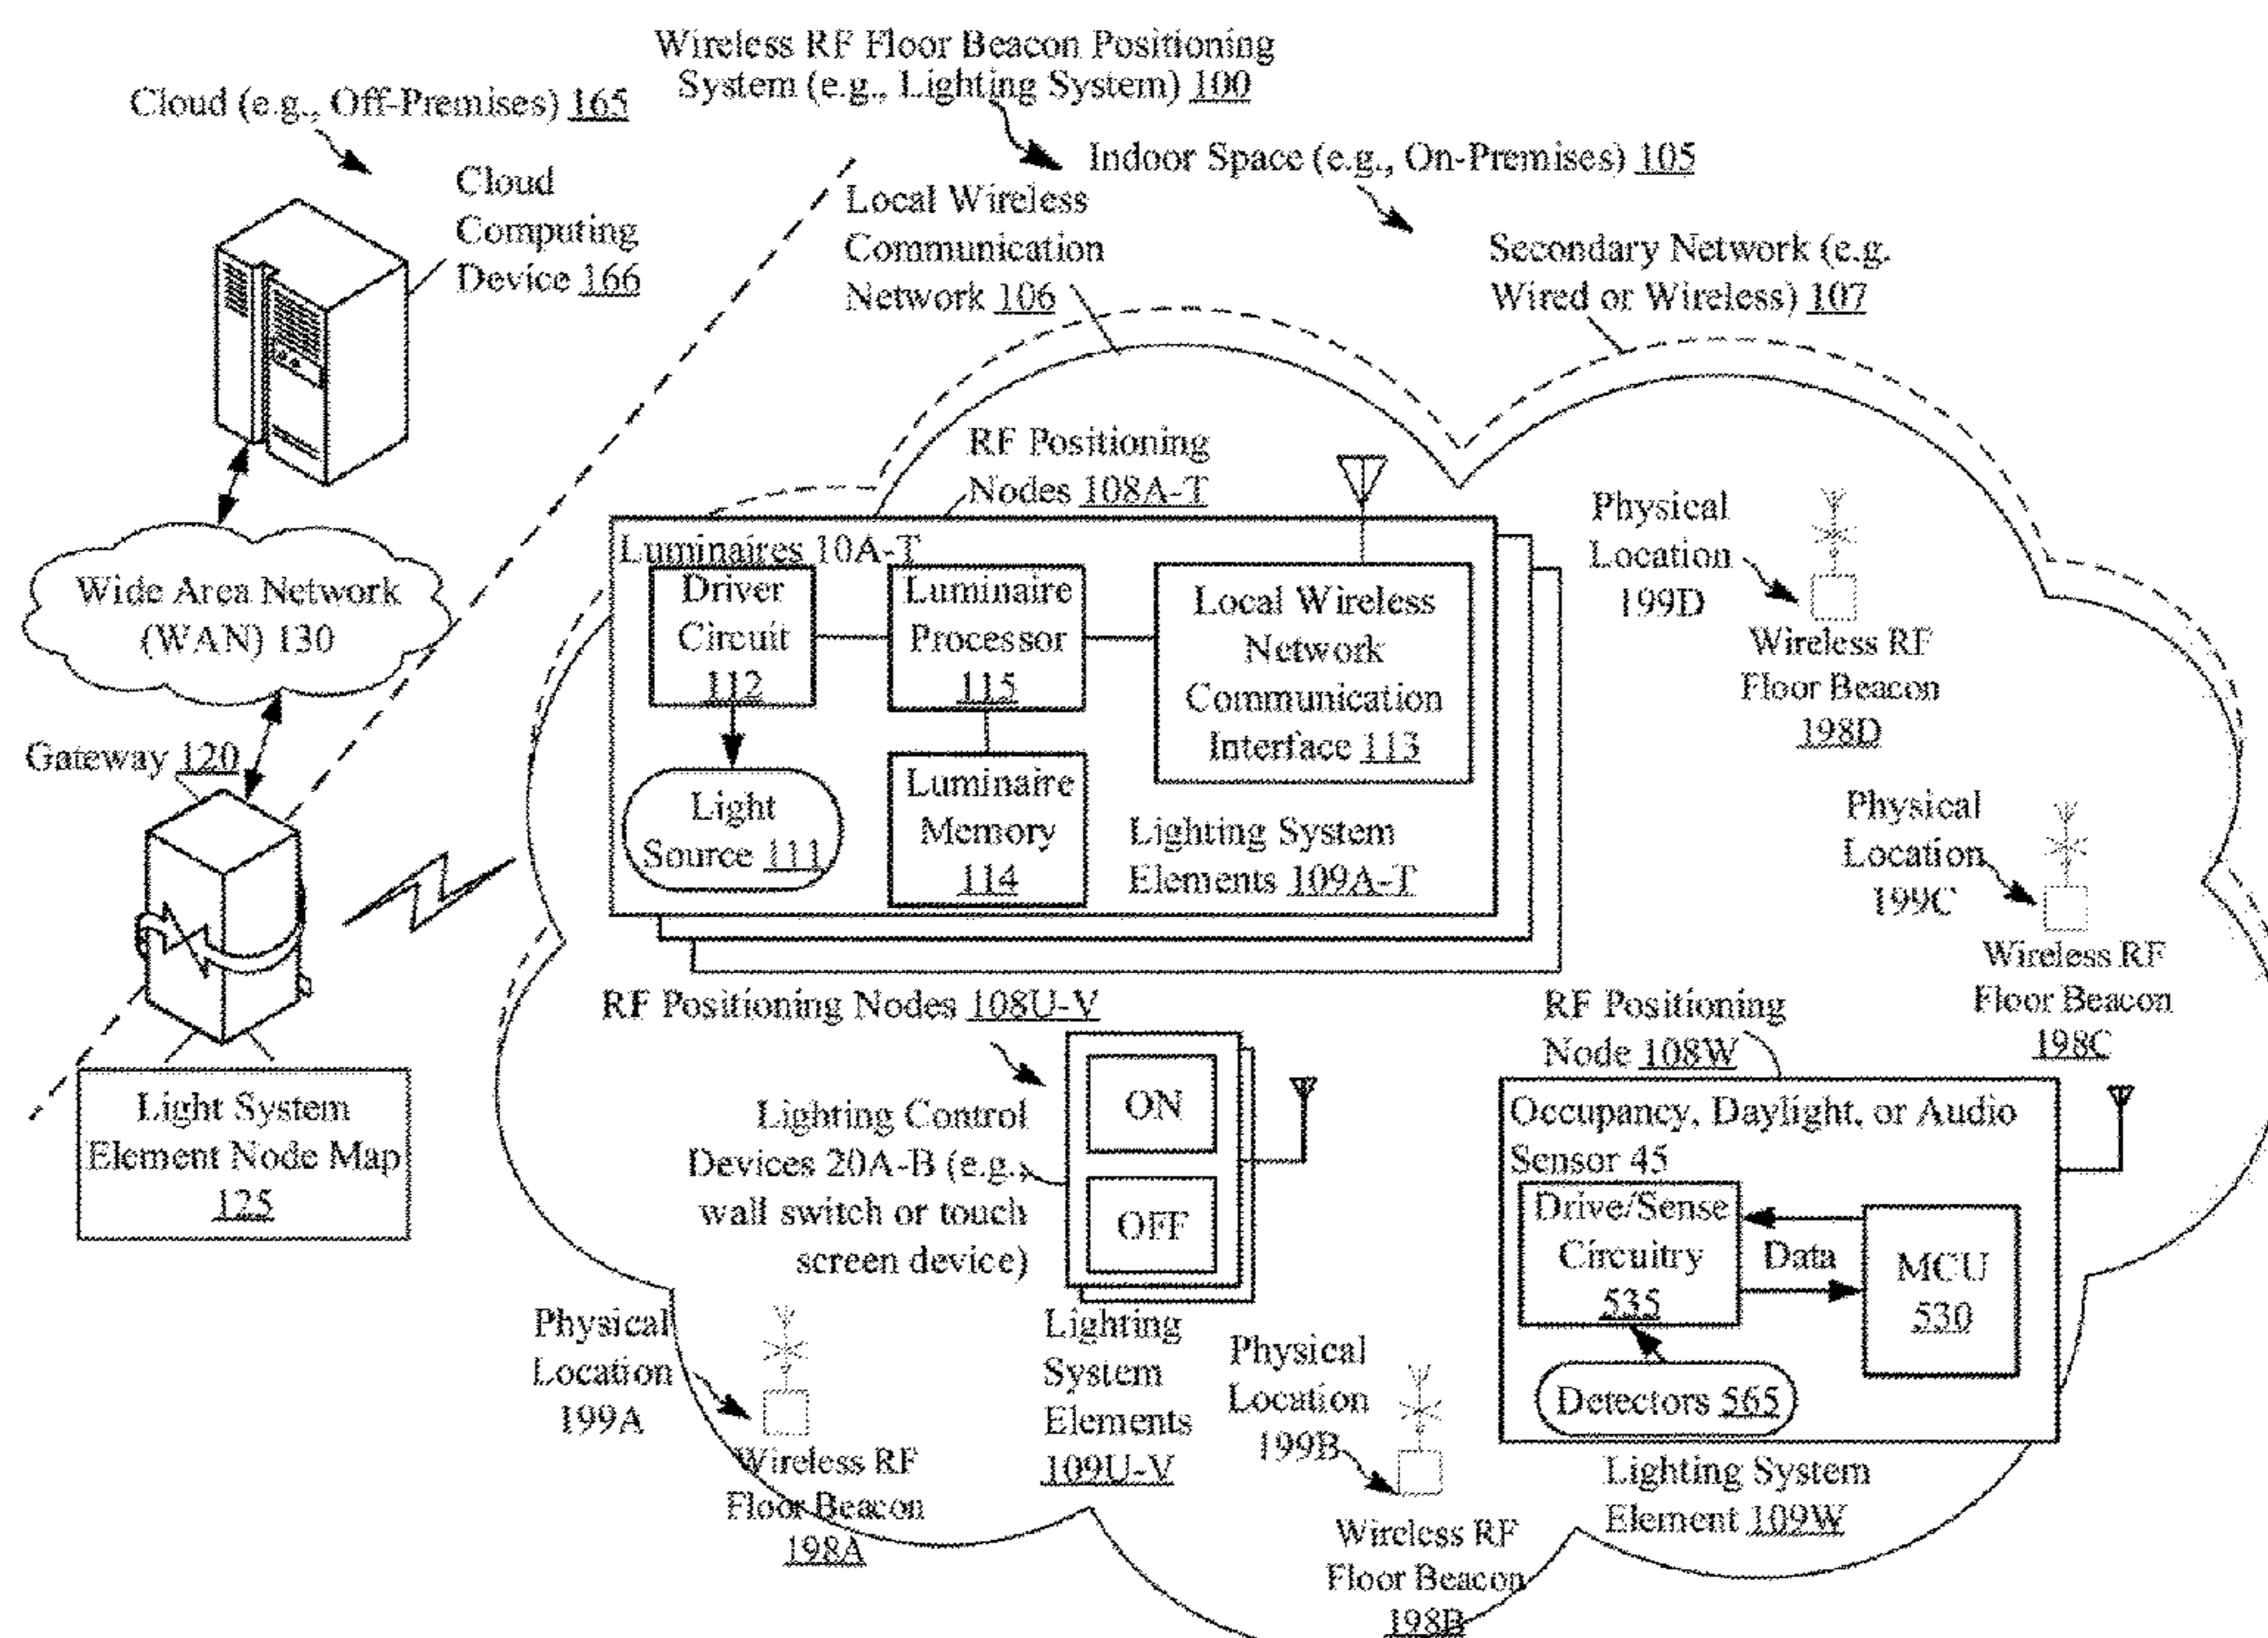 Wireless RF Floor Beacon Positioning
System (e.g., Lighting System) 100
Cloud (e.g., Off-Premises) 165
Indoor Space (e.g., On-Premises) 105
Cloud
Computing
Device 166
Local Wireless
Communication
Network 106
Secondary Network (e.g.
Wired or Wireless) 107
Wide Area Network
(WAN) 130
Gateway 120
Light System
Element Node Map
125
RF Positioning
Nodes 108A-T
Luminaires 10A-T
Driver
Circuit
112
Luminaire
Processor
115
Local Wireless
Network
Communication
Interface 113
Light
Source 111
Luminaire
Memory
114
Lighting System
Elements 109A-T
Physical
Location
199D
Wireless RF
Floor Beacon
198D
Physical
Location
199C
Wireless RF
Floor Beacon
198C
RF Positioning Nodes 108U-V
Lighting Control
Devices 20A-B (e.g.,
wall switch or touch
screen device)
ON
OFF
Lighting
System
Elements
109U-V
RF Positioning
Node 108W
Occupancy, Daylight, or Audio
Sensor 45
Drive/Sense
Circuitry
535
Data
MCU
530
Detectors 565
Lighting System
Element 109W
Physical
Location
199A
Wireless RF
Floor Beacon
198A
Physical
Location
199B
Wireless RF
Floor Beacon
198B